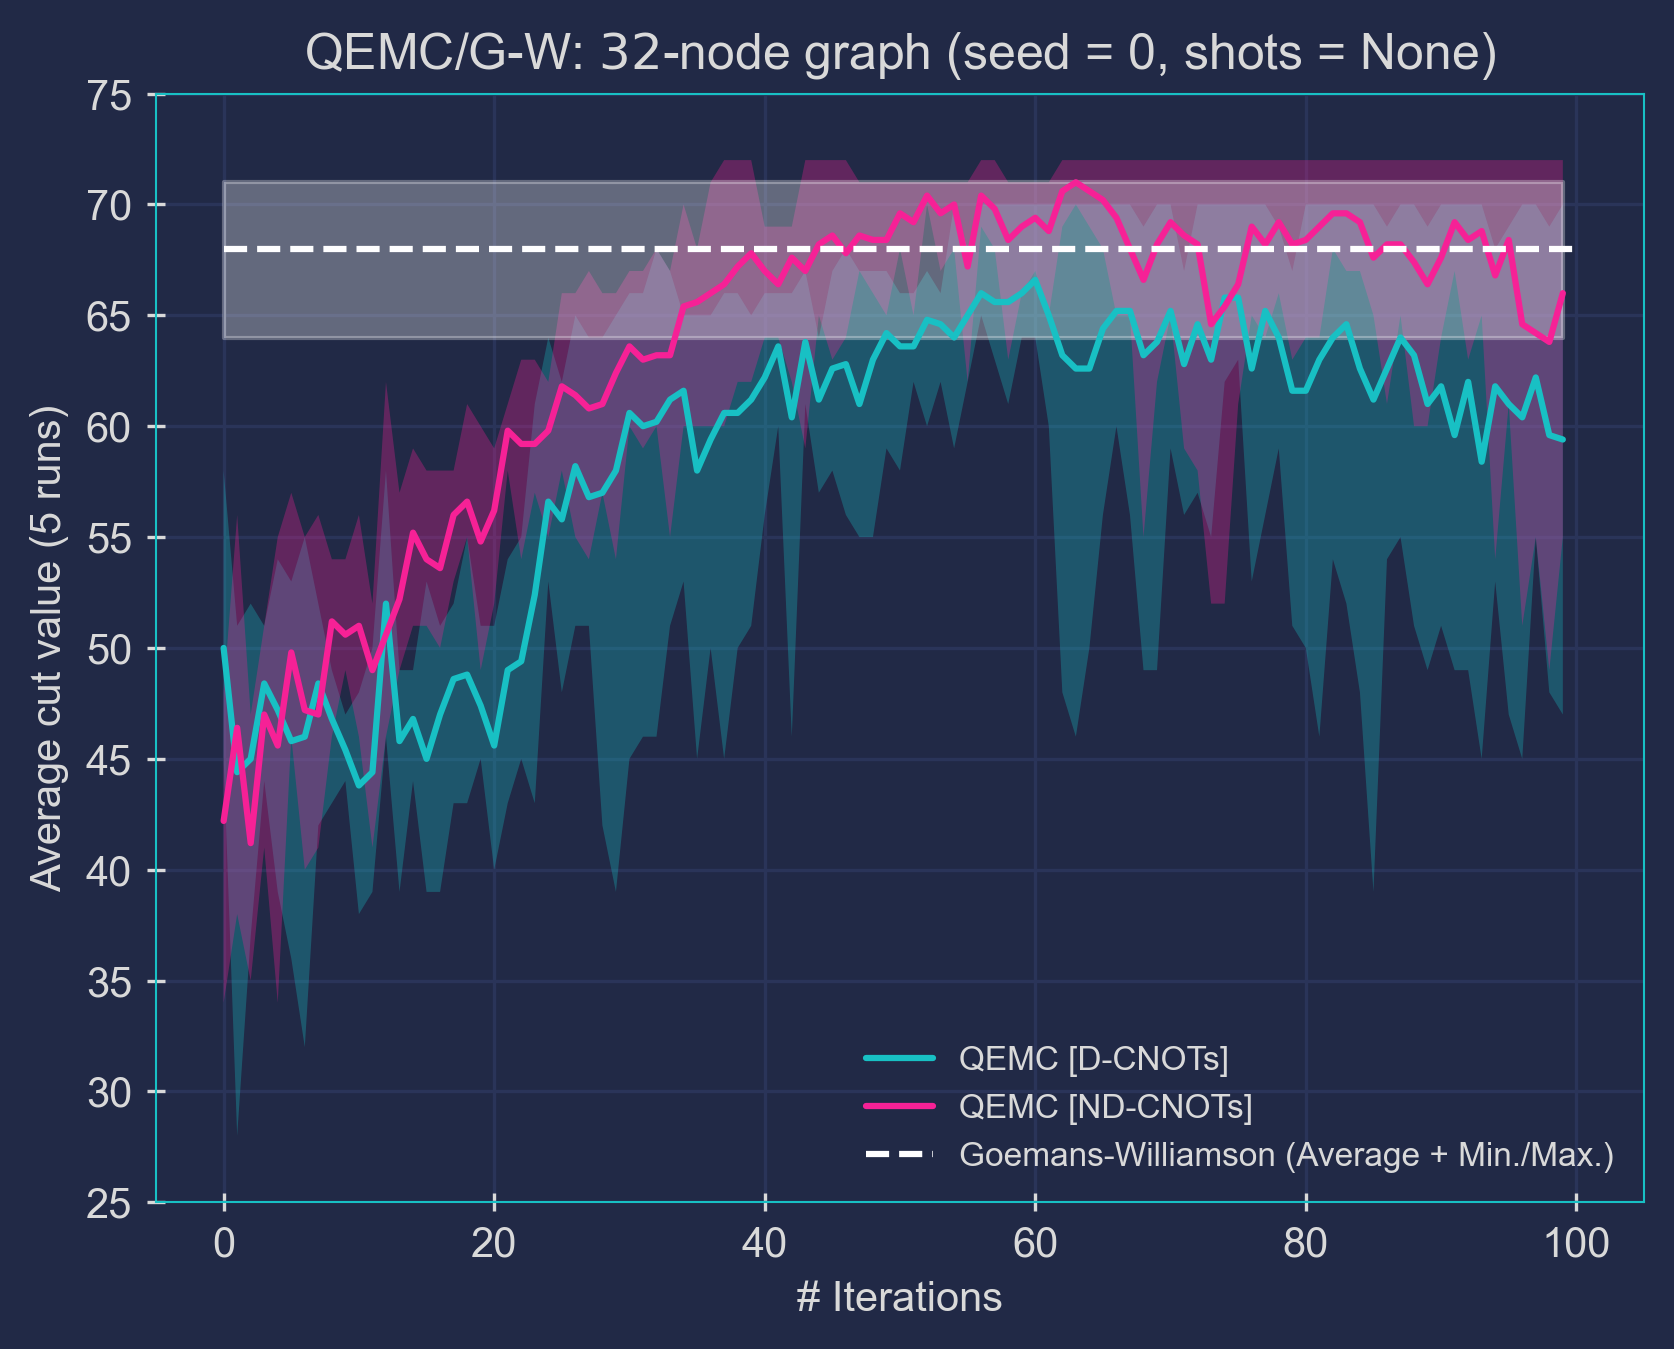 QEMC/G-W: 32-node graph (seed = 0, shots = None)
75
70
65
60
55
50
45
40
35
30
25
Average cut value (5 runs)
QEMC [D-CNOTs]
QEMC [ND-CNOTs]
Goemans-Williamson (Average + Min./Max.)
0 20 40 60 80 100
# Iterations